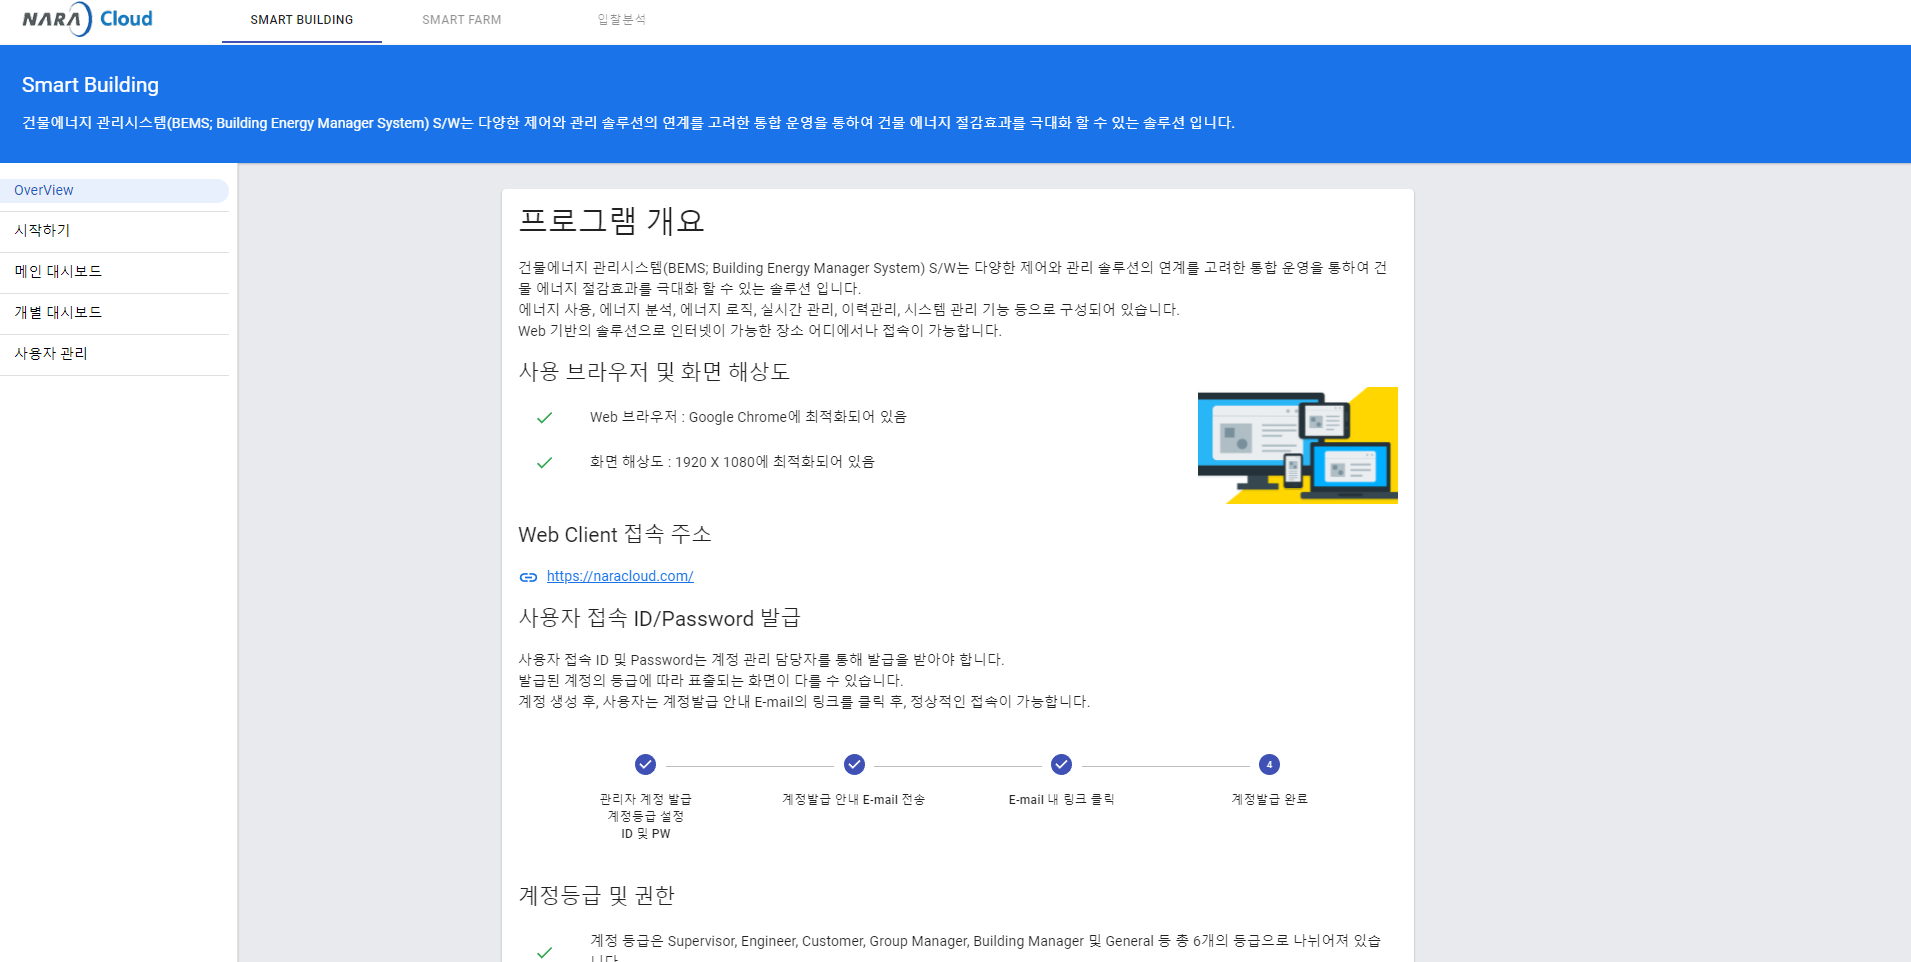 NARA Cloud
SMART BUILDING
SMART FARM
입찰분석
Smart Building
건물에너지 관리시스템(BEMS; Building Energy Manager System) S/W는 다양한 제어와 관리 솔루션의 연계를 고려한 통합 운영을 통하여 건물 에너지 절감효과를 극대화 할 수 있는 솔루션 입니다.
OverView
시작하기
메인 대시보드
개별 대시보드
사용자 관리
프로그램 개요
건물에너지 관리시스템(BEMS; Building Energy Manager System) S/W는 다양한 제어와 관리 솔루션의 연계를 고려한 통합 운영을 통하여 건
물 에너지 절감효과를 극대화 할 수 있는 솔루션 입니다.
에너지 사용, 에너지 분석, 에너지 로직, 실시간 관리, 이력관리, 시스템 관리 기능 등으로 구성되어 있습니다.
Web 기반의 솔루션으로 인터넷이 가능한 장소 어디에서나 접속이 가능합니다.
사용 브라우저 및 화면 해상도
Web 브라우저 : Google Chrome에 최적화되어 있음
화면 해상도 : 1920 X 1080에 최적화되어 있음
Web Client 접속 주소
https://naracloud.com/
사용자 접속 ID/Password 발급
사용자 접속 ID 및 Password는 계정 관리 담당자를 통해 발급을 받아야 합니다.
발급된 계정의 등급에 따라 표출되는 화면이 다를 수 있습니다.
계정 생성 후, 사용자는 계정발급 안내 E-mail의 링크를 클릭 후, 정상적인 접속이 가능합니다.
4
관리자 계정 발급
계정등급 설정
ID 및 PW
계정발급 안내 E-mail 전송
E-mail 내 링크 클릭
계정발급 완료
계정등급 및 권한
계정 등급은 Supervisor, Engineer, Customer, Group Manager, Building Manager 및 General 등 총 6개의 등급으로 나뉘어져 있습
니다.